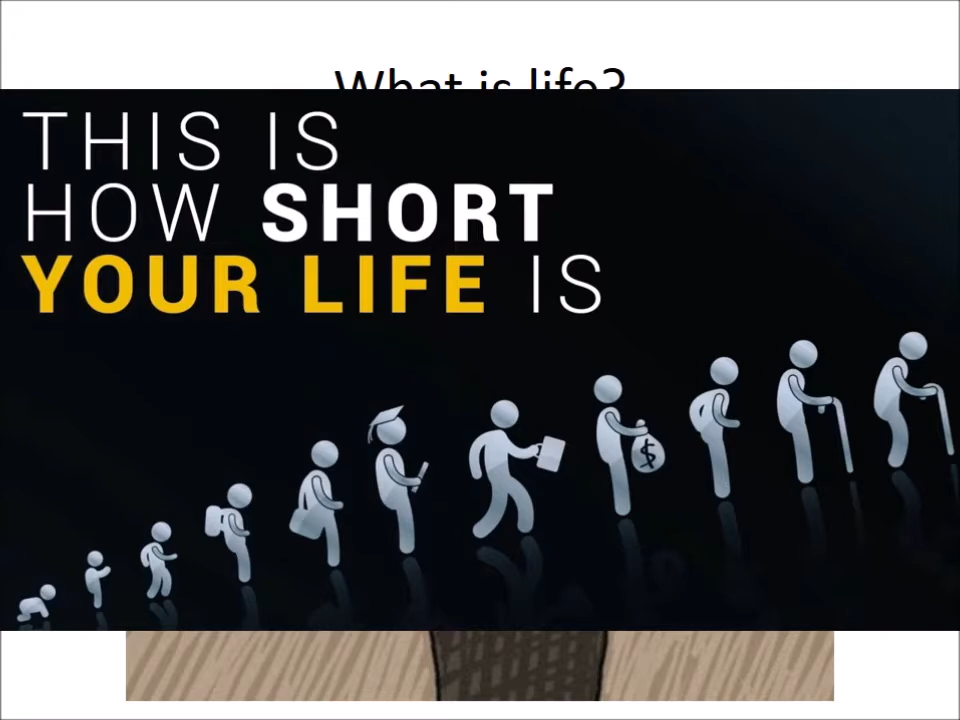 What is life?
THIS IS
HOW SHORT
YOUR LIFE IS
$